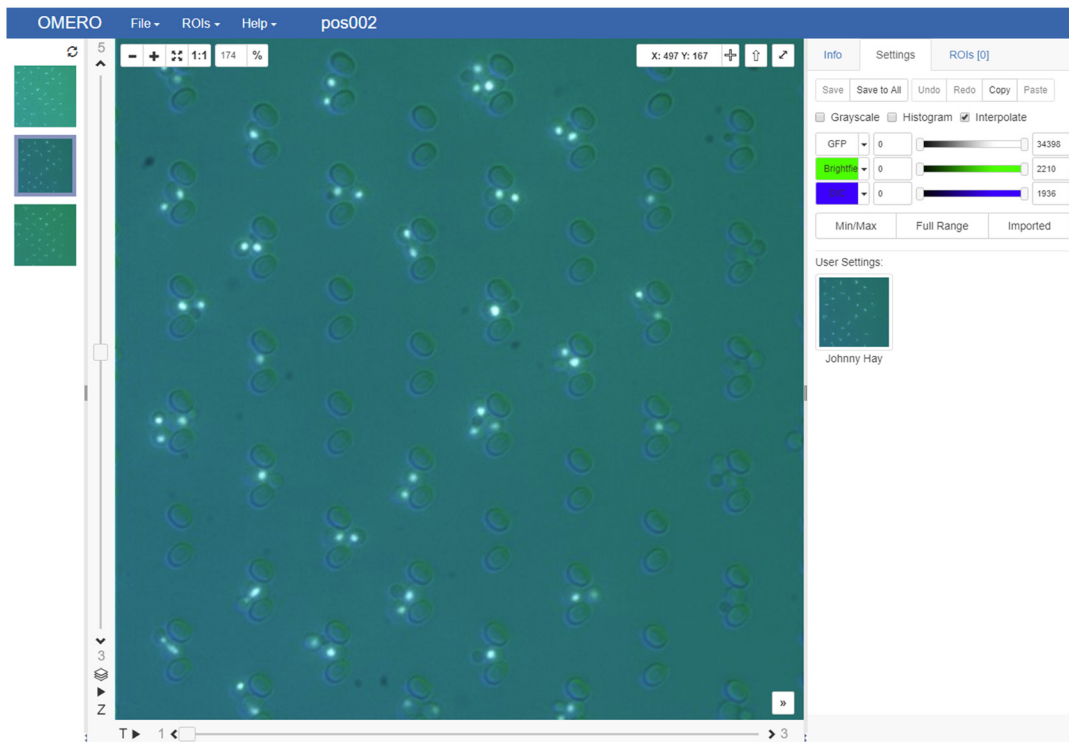 OMERO File ROIs Help pos002
5
1:1 174 %
X: 497 Y: 167
Info Settings ROIs [0]
Save Save to All Undo Redo Copy Paste
Grayscale Histogram Interpolate
GFP 0 34398
Brightfie 0 2210
0 1936
Min/Max Full Range Imported
User Settings:
Johnny Hay
3
Z
»
T 1 3